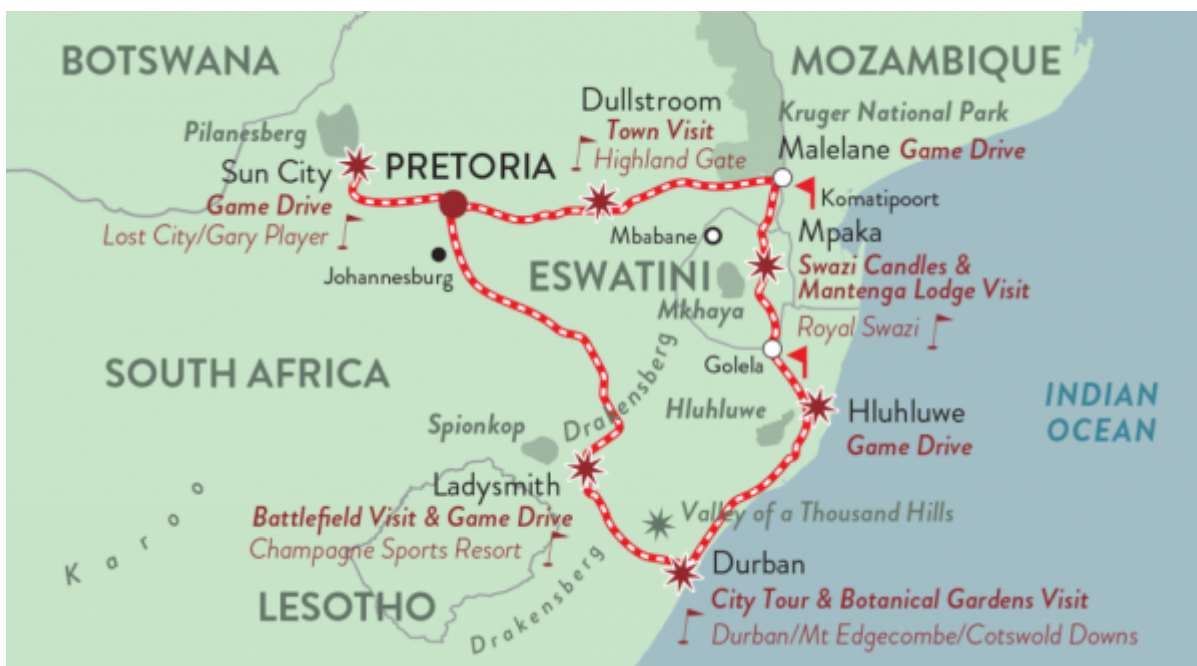 BOTSWANA
MOZAMBIQUE
Dullstroom
Town Visit
Highland Gate
Kruger National Park
Pilanesberg
Malelane Game Drive
Sun City
PRETORIA
Game Drive
Lost City/Gary Player
Komatipoort
Mbabane
Mpaka
Johannesburg
ESWATINI
Swazi Candles &
Mantenga Lodge Visit
Mkhaya
Royal Swazi
Golela
SOUTH AFRICA
Drakensberg
Hluhluwe
Hluhluwe
Game Drive
INDIAN
OCEAN
Spionkop
Ladysmith
Battlefield Visit & Game Drive
Champagne Sports Resort
Valley of a Thousand Hills
Karoo
LESOTHO
Drakensberg
Durban
City Tour & Botanical Gardens Visit
Durban/Mt Edgecombe/Cotswold Downs